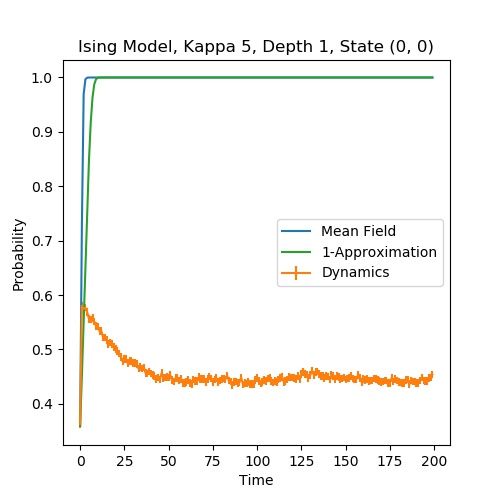 Ising Model, Kappa 5, Depth 1, State (0, 0)
1.0
0.9
0.8
0.7
0.6
0.5
0.4
Probability
Mean Field
1-Approximation
Dynamics
0 25 50 75 100 125 150 175 200
Time